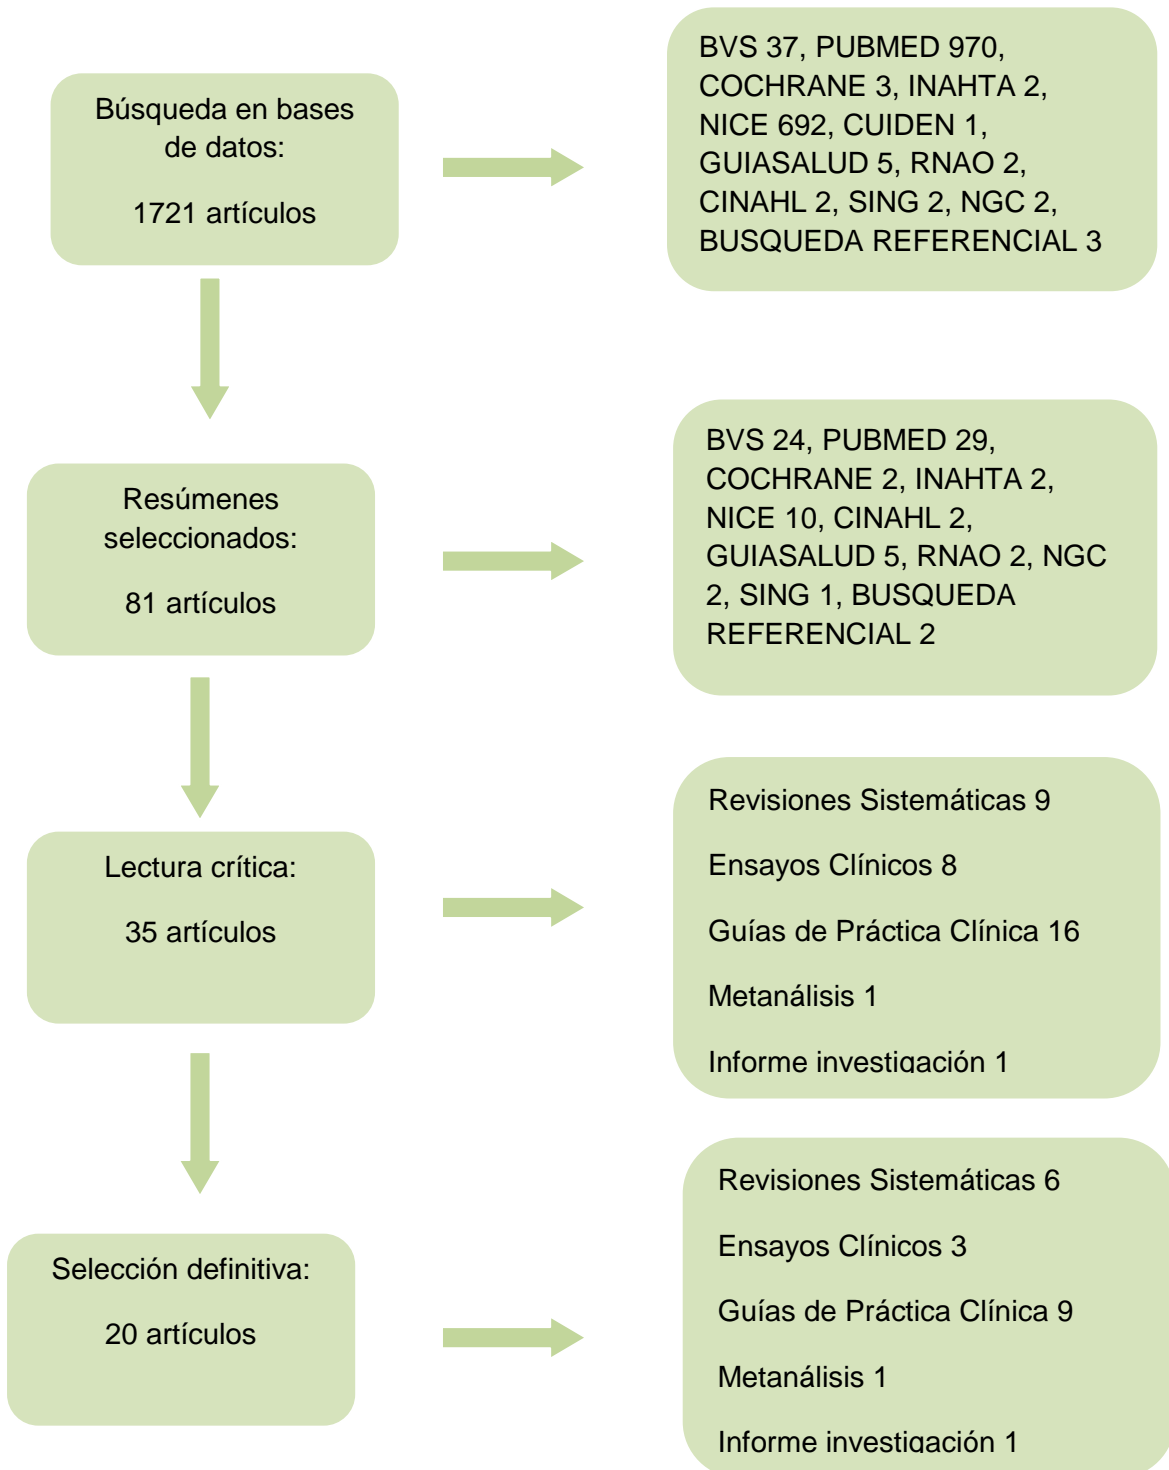 Búsqueda en bases
de datos:
1721 artículos
BVS 37, PUBMED 970,
COCHRANE 3, INAHTA 2,
NICE 692, CUIDEN 1,
GUIASALUD 5, RNAO 2,
CINAHL 2, SING 2, NGC 2,
BUSQUEDA REFERENCIAL 3
Resúmenes
seleccionados:
81 artículos
BVS 24, PUBMED 29,
COCHRANE 2, INAHTA 2,
NICE 10, CINAHL 2,
GUIASALUD 5, RNAO 2, NGC
2, SING 1, BUSQUEDA
REFERENCIAL 2
Lectura crítica:
35 artículos
Revisiones Sistemáticas 9
Ensayos Clínicos 8
Guías de Práctica Clínica 16
Metanálisis 1
Informe investigación 1
Selección definitiva:
20 artículos
Revisiones Sistemáticas 6
Ensayos Clínicos 3
Guías de Práctica Clínica 9
Metanálisis 1
Informe investigación 1